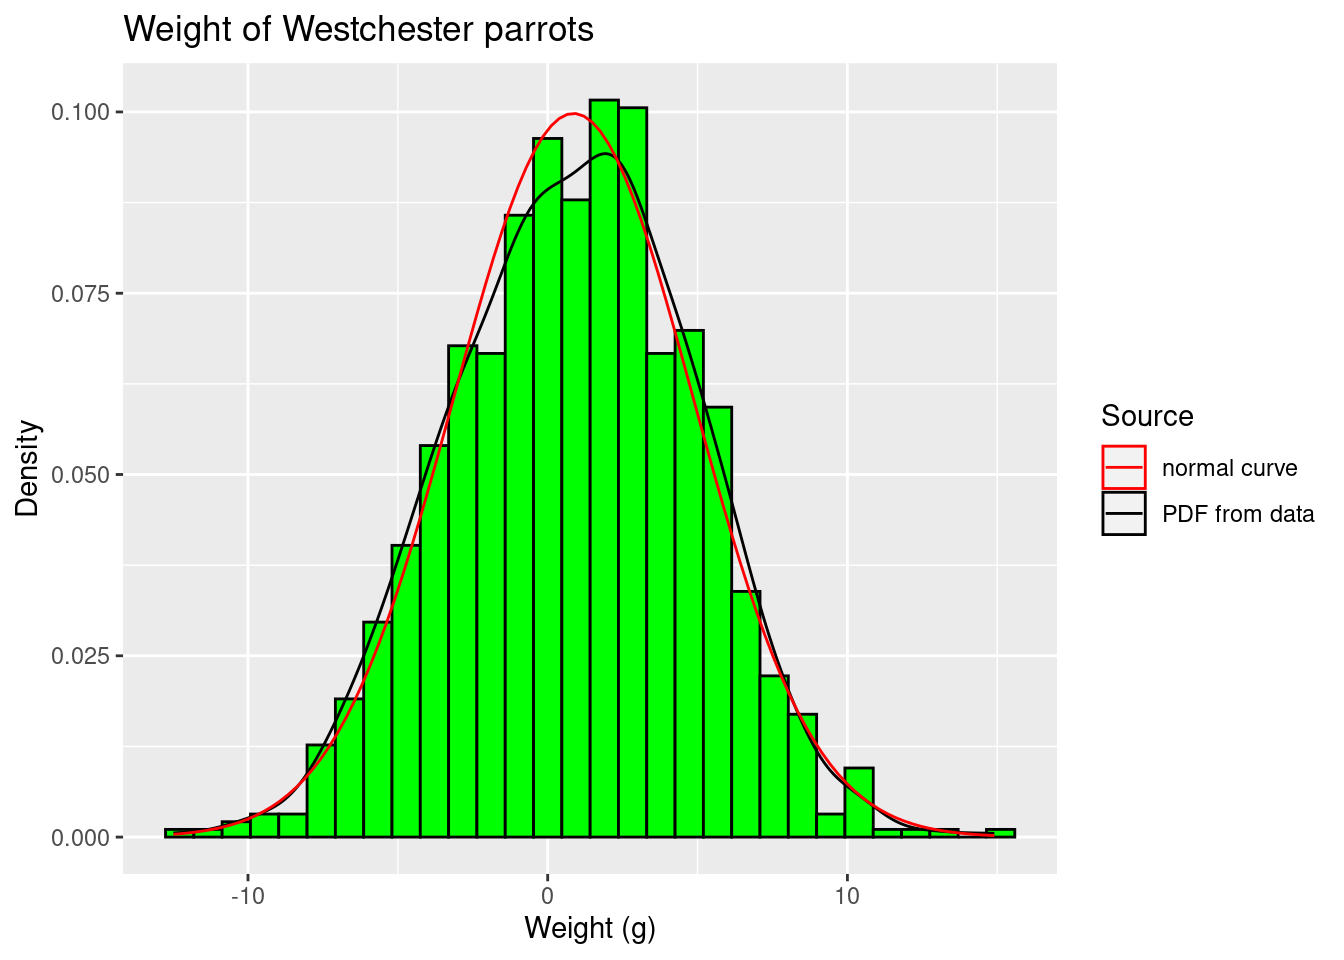 Weight of Westchester parrots
0.100
0.075
0.050
0.025
0.000
Density
-10 0 10
Weight (g)
Source
normal curve
PDF from data